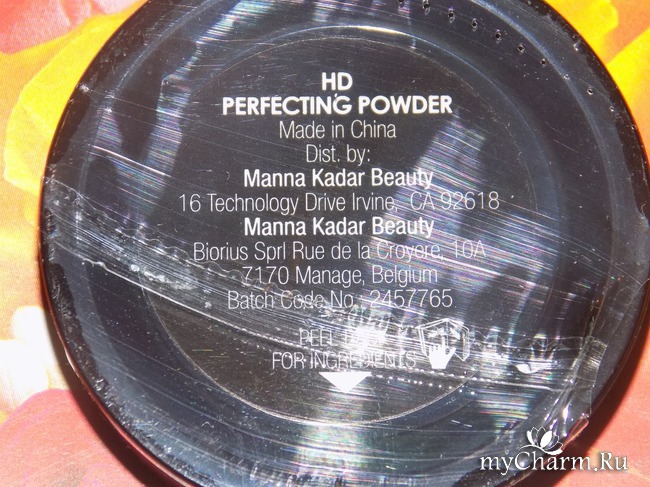 HD
PERFECTING POWDER
Made in China
Dist. by:
Manna Kadar Beauty
16 Technology Drive Irvine, CA 92618
Manna Kadar Beauty
Biorius Sprl Rue de la Croyere, 10A
7170 Manage, Belgium
Batch Code No.: 2457765
PEEL
FOR INGREDIENTS
myCharm.Ru